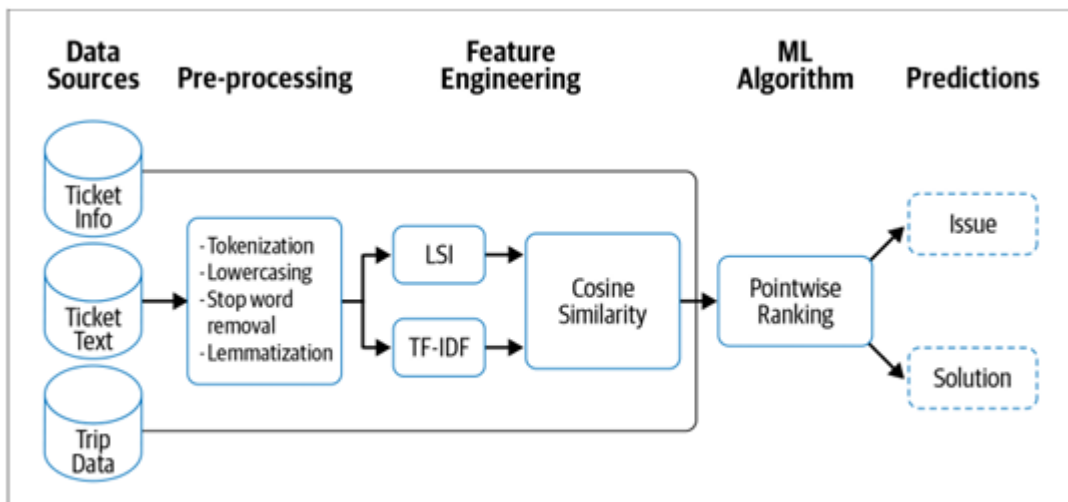 Data
Sources
Pre-processing
Feature
Engineering
ML
Algorithm
Predictions
Ticket
Info
Ticket
Text
Trip
Data
- Tokenization
- Lowercasing
- Stop word
removal
- Lemmatization
LSI
TF-IDF
Cosine
Similarity
Pointwise
Ranking
Issue
Solution